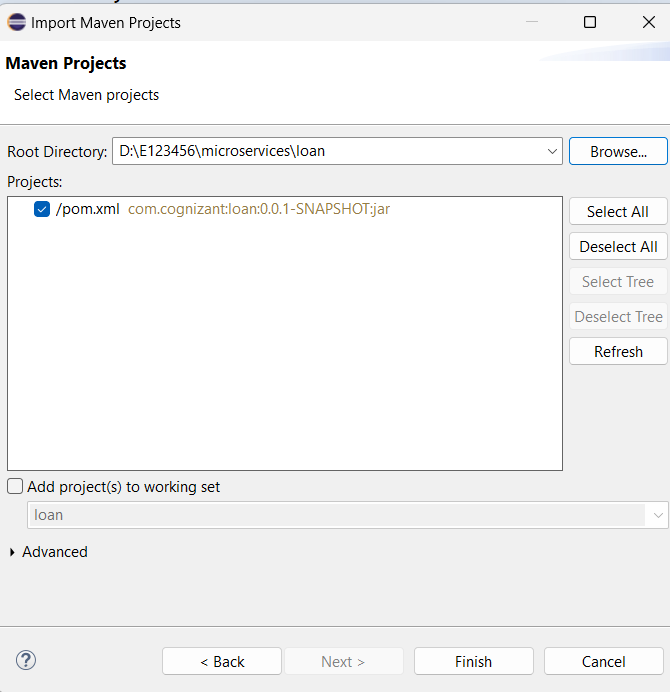 Import Maven Projects
Maven Projects
Select Maven projects
Root Directory: D:\E123456\microservices\loan Browse...
Projects:
/pom.xml com.cognizant:loan:0.0.1-SNAPSHOT:jar
Select All
Deselect All
Select Tree
Deselect Tree
Refresh
Add project(s) to working set
loan
Advanced
? < Back Next > Finish Cancel